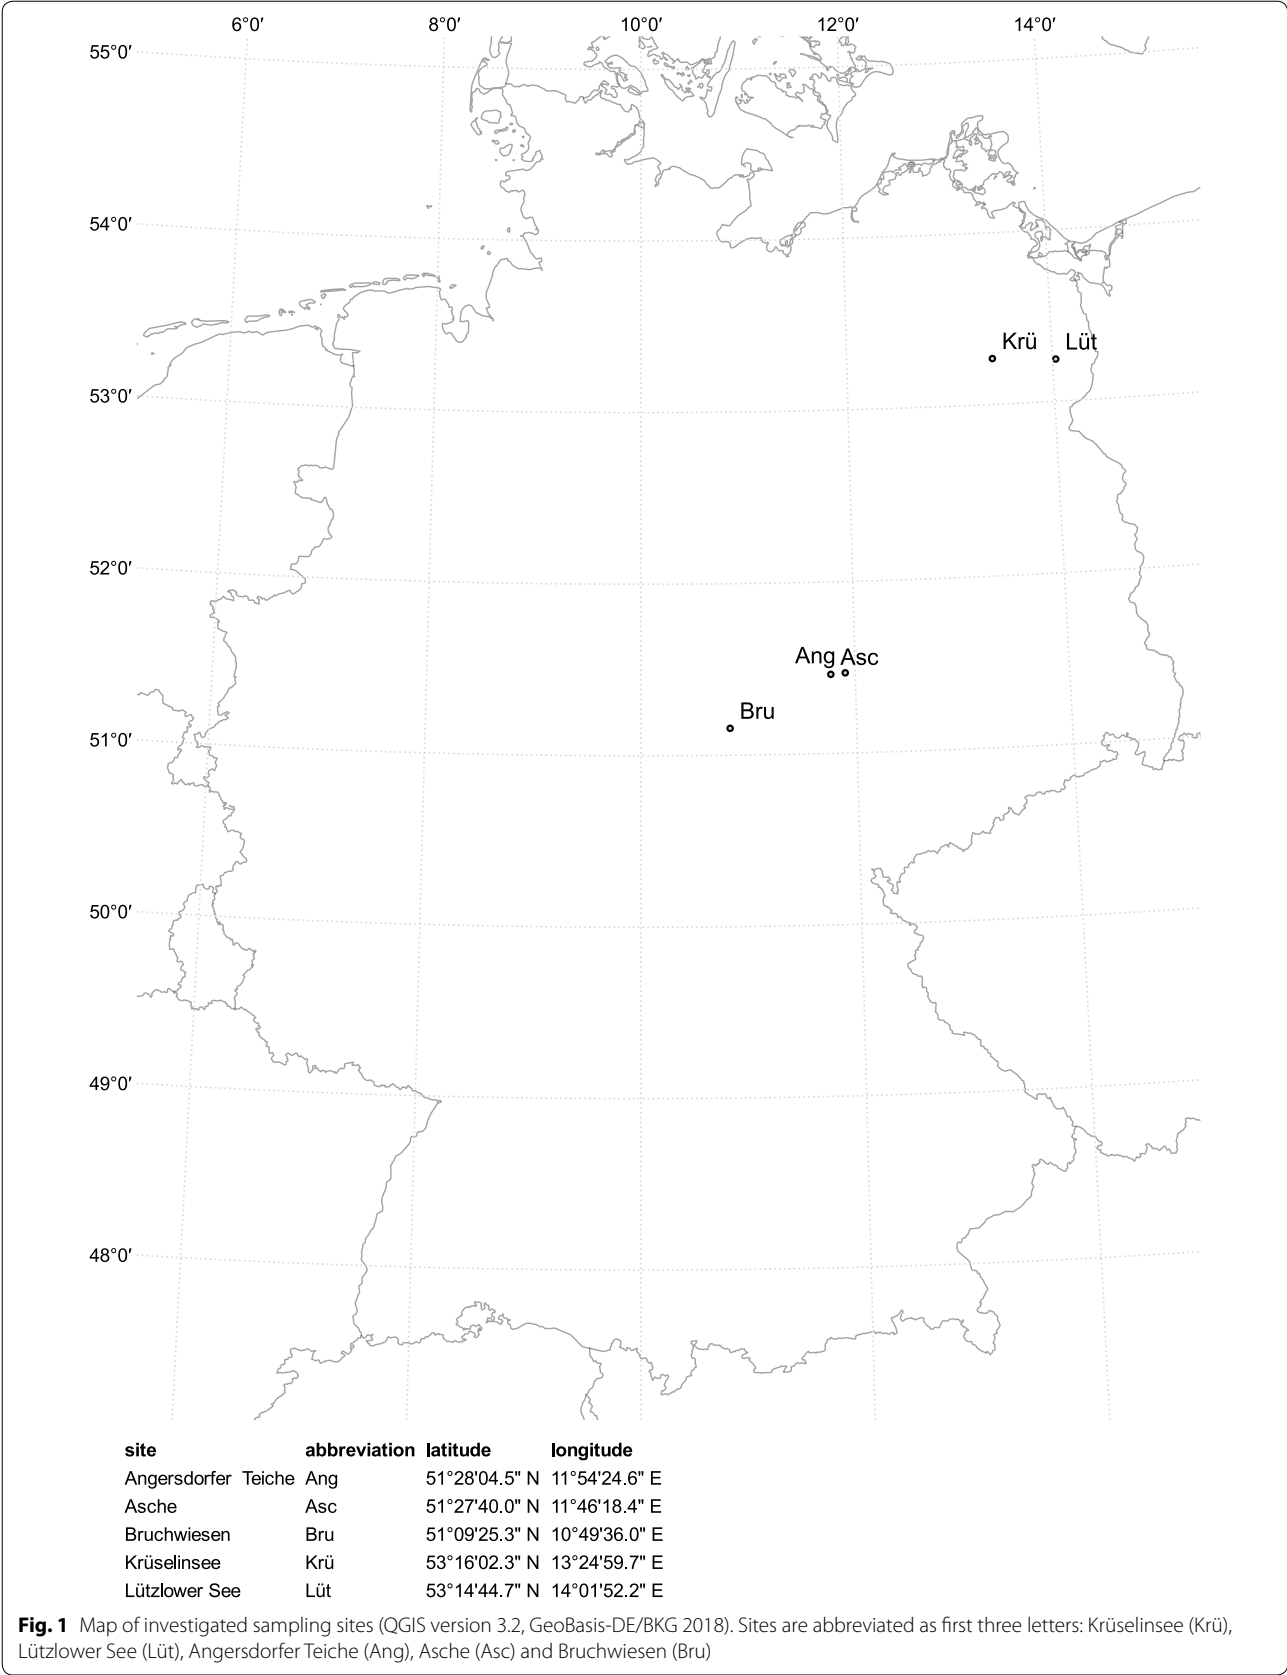 6°0′ 8°0′ 10°0′ 12°0′ 14°0′
55°0′
54°0′
Krü Lüt
53°0′
52°0′
Ang Asc
Bru
51°0′
50°0′
49°0′
48°0′
site abbreviation latitude longitude
Angersdorfer Teiche Ang 51°28'04.5" N 11°54'24.6" E
Asche Asc 51°27'40.0" N 11°46'18.4" E
Bruchwiesen Bru 51°09'25.3" N 10°49'36.0" E
Krüselinsee Krü 53°16'02.3" N 13°24'59.7" E
Lützlower See Lüt 53°14'44.7" N 14°01'52.2" E
Fig. 1 Map of investigated sampling sites (QGIS version 3.2, GeoBasis-DE/BKG 2018). Sites are abbreviated as first three letters: Krüselinsee (Krü),
Lützlower See (Lüt), Angersdorfer Teiche (Ang), Asche (Asc) and Bruchwiesen (Bru)